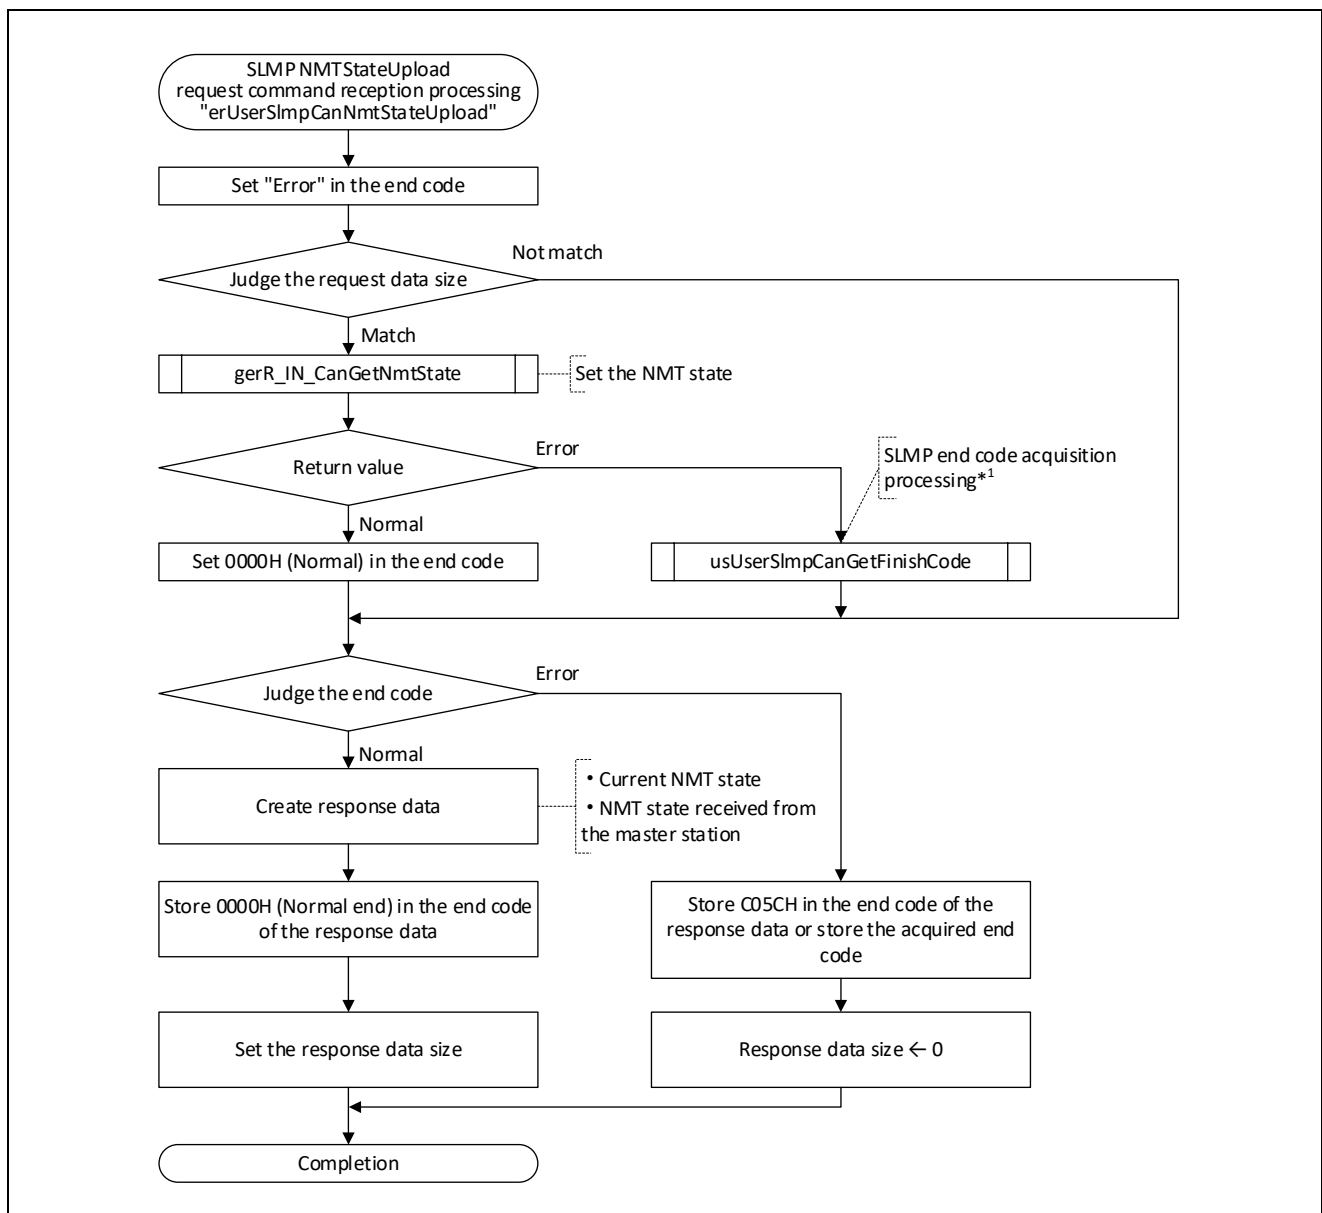 SLMP NMTStateUpload
request command reception processing
"erUserSlmpCanNmtStateUpload"
Set "Error" in the end code
Not match
Judge the request data size
Match
gerR_IN_CanGetNmtState
Set the NMT state
Error
SLMP end code acquisition
processing*1
Return value
Normal
Set 0000H (Normal) in the end code
usUserSlmpCanGetFinishCode
Error
Judge the end code
Normal
• Current NMT state
• NMT state received from
the master station
Create response data
Store 0000H (Normal end) in the end code
of the response data
Store C05CH in the end code of the
response data or store the acquired end
code
Set the response data size
Response data size ← 0
Completion